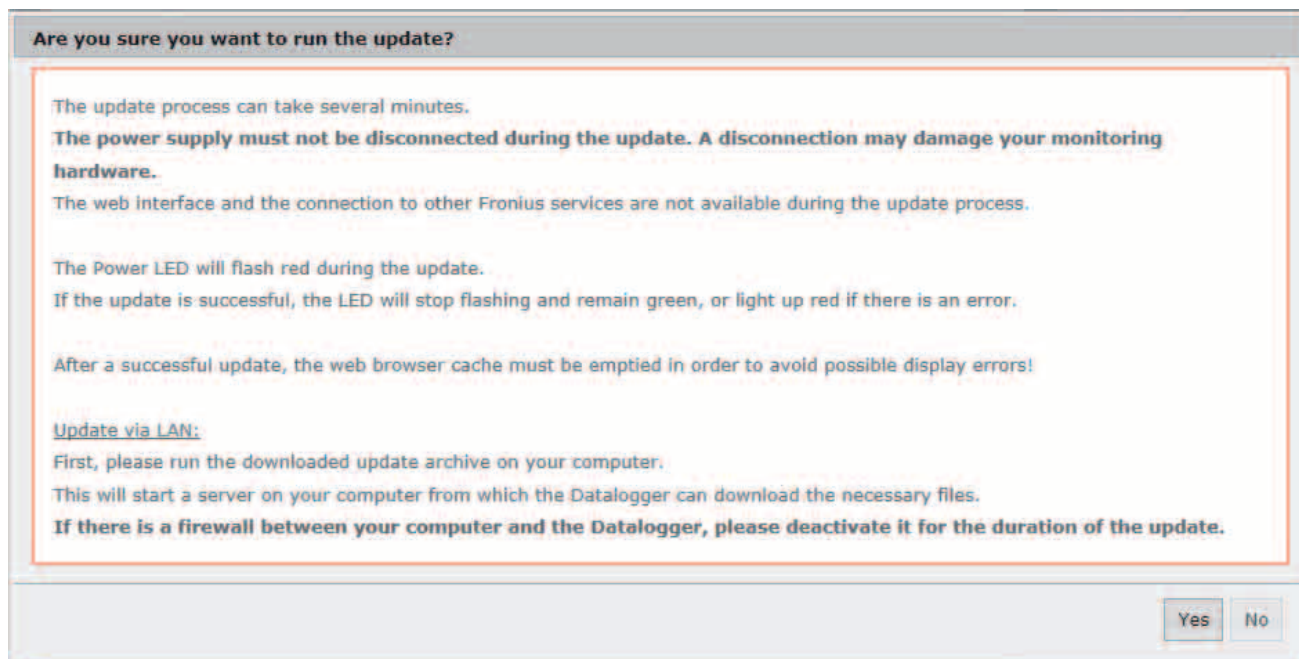 Are you sure you want to run the update?
The update process can take several minutes.
The power supply must not be disconnected during the update. A disconnection may damage your monitoring
hardware.
The web interface and the connection to other Fronius services are not available during the update process.
The Power LED will flash red during the update.
If the update is successful, the LED will stop flashing and remain green, or light up red if there is an error.
After a successful update, the web browser cache must be emptied in order to avoid possible display errors!
Update via LAN:
First, please run the downloaded update archive on your computer.
This will start a server on your computer from which the Datalogger can download the necessary files.
If there is a firewall between your computer and the Datalogger, please deactivate it for the duration of the update.
Yes No